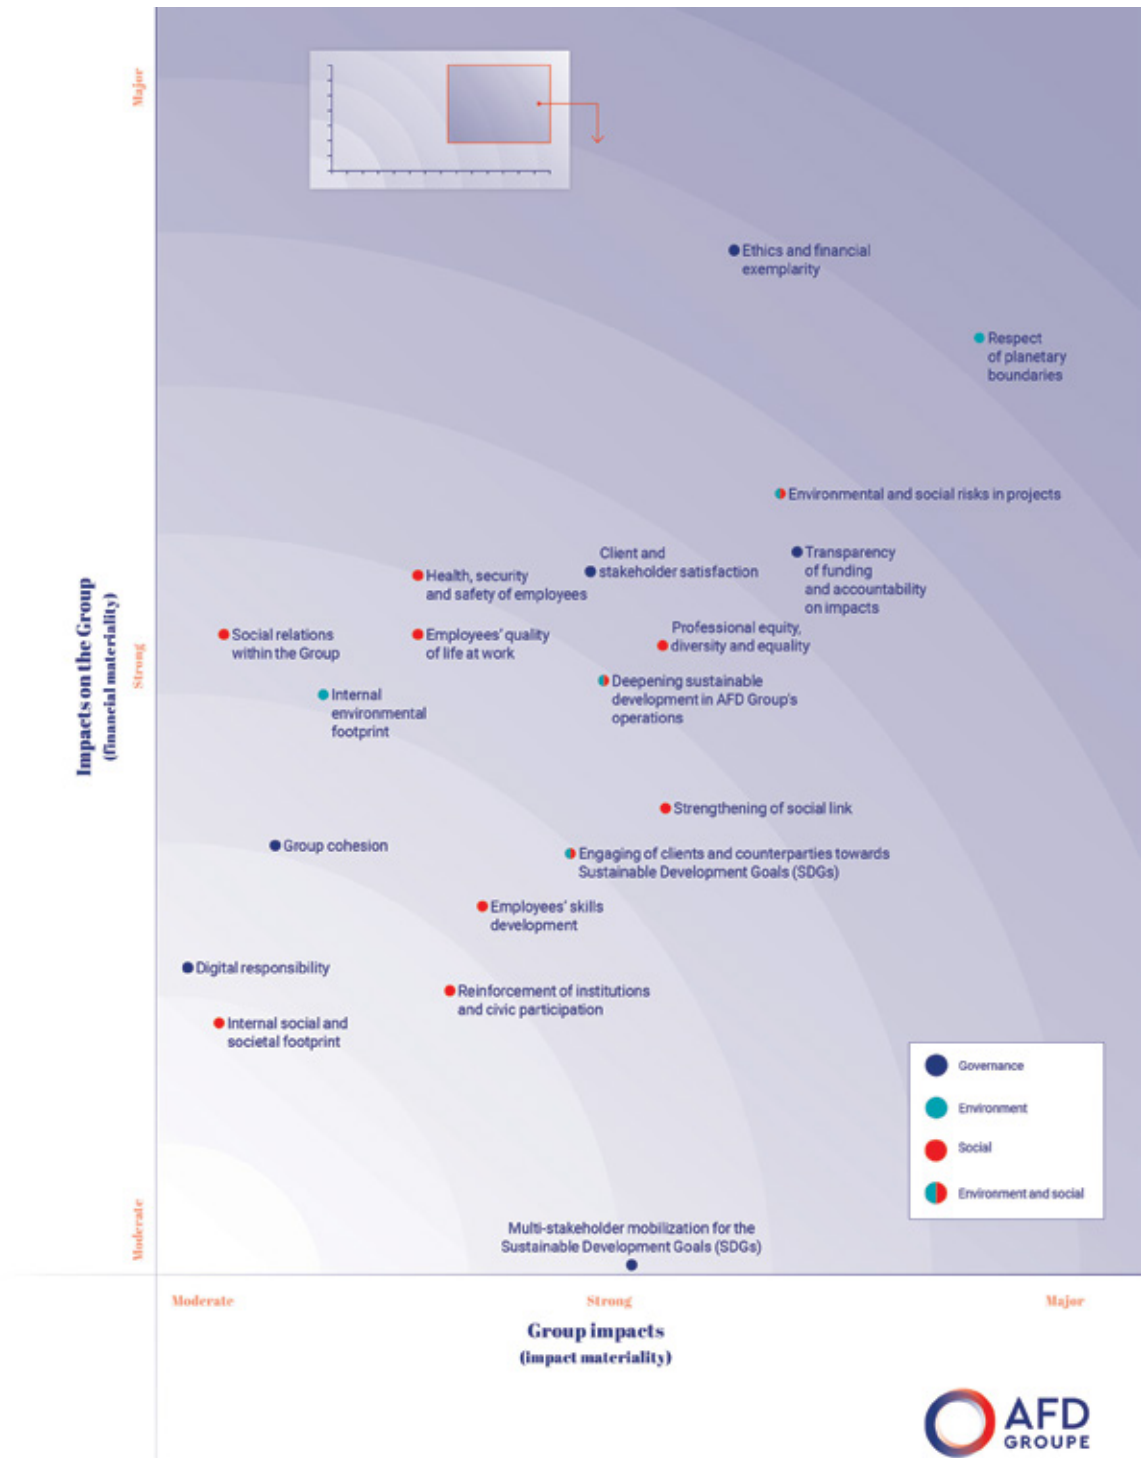 Major
Ethics and financial
exemplarity
Respect
of planetary
boundaries
Environmental and social risks in projects
Client and
stakeholder satisfaction
Transparency
of funding
and accountability
on impacts
Health, security
and safety of employees
Social relations
within the Group
Employees' quality
of life at work
Professional equity,
diversity and equality
Impacts on the Group
(financial materiality)
Strong
Internal
environmental
footprint
Deepening sustainable
development in AFD Group's
operations
Strengthening of social link
Group cohesion
Engaging of clients and counterparties towards
Sustainable Development Goals (SDGs)
Employees' skills
development
Digital responsibility
Reinforcement of institutions
and civic participation
Internal social and
societal footprint
Governance
Environment
Social
Environment and social
Moderate
Multi-stakeholder mobilization for the
Sustainable Development Goals (SDGs)
Moderate
Strong
Major
Group impacts
(impact materiality)
AFD
GROUPE